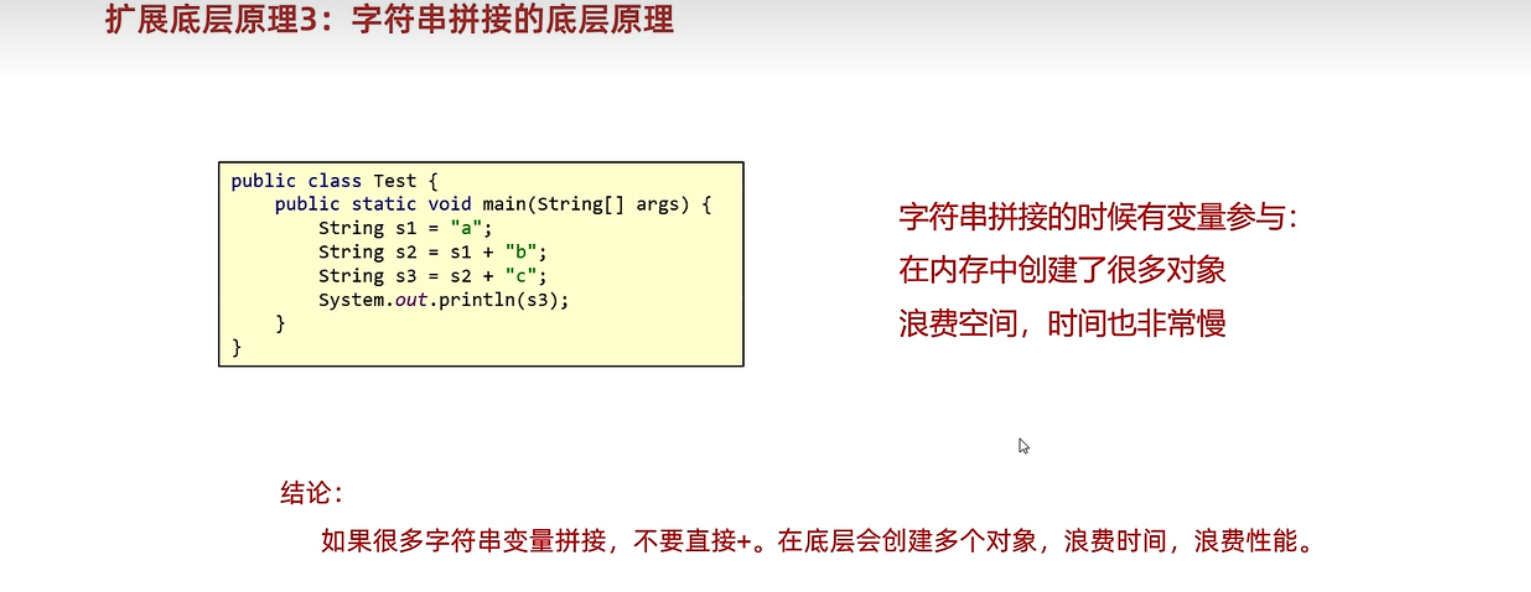 扩展底层原理3：字符串拼接的底层原理
public class Test {
    public static void main(String[] args) {
        String s1 = "a";
        String s2 = s1 + "b";
        String s3 = s2 + "c";
        System.out.println(s3);
    }
}
字符串拼接的时候有变量参与：
在内存中创建了很多对象
浪费空间，时间也非常慢
结论：
如果很多字符串变量拼接，不要直接+。在底层会创建多个对象，浪费时间，浪费性能。